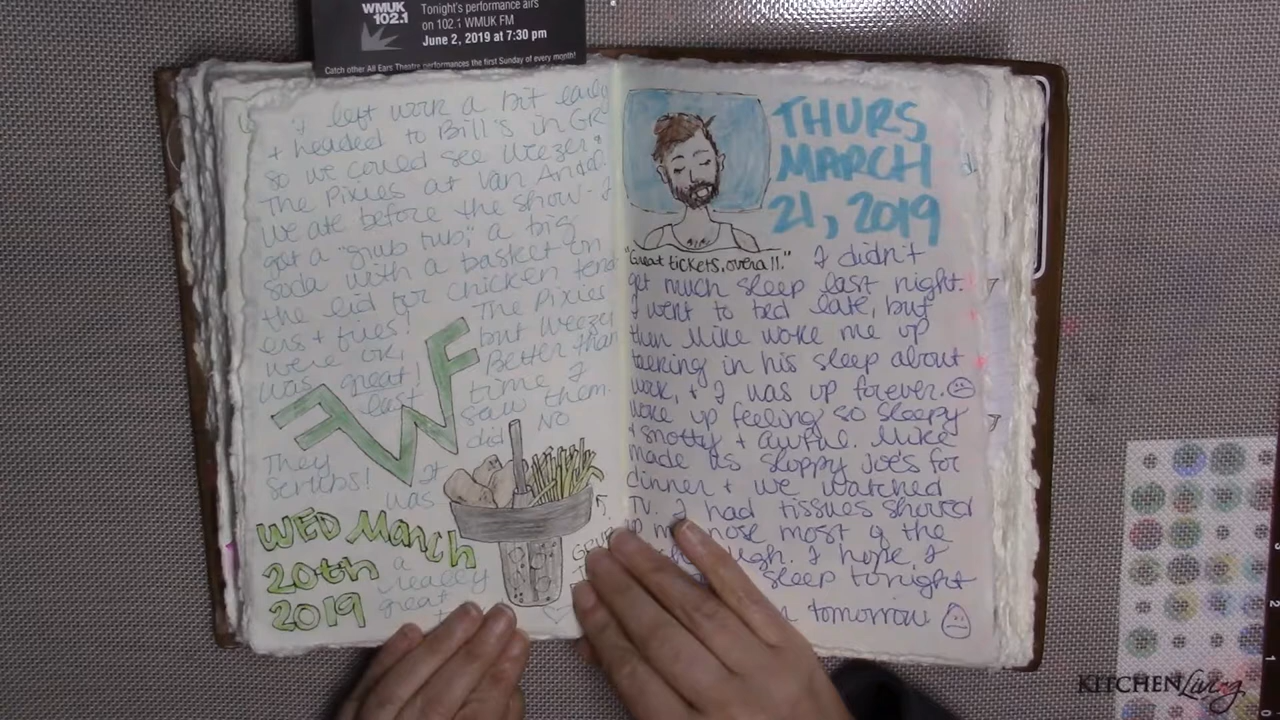 WMUK
102.1
Tonight's performance airs
on 102.1 WMUK FM
June 2, 2019 at 7:30 pm
Catch other All Ears Theatre performances the first Sunday of every month!
I left work a bit early
+ headed to Bill's in GR
so we could see Weezer +
The Pixies at Van Andel.
We ate before the show - I
got a "grub tub," a big
soda with a basket in
the lid for chicken tend
ers + fries! The Pixies
were OK, but Weezer
was great! Better than
last time I
saw them.
They did NO
Scrubs! It
was
a
really
great
WED March
20th
2019
THURS
MARCH
21, 2019
"Great tickets, overall." I didn't
get much sleep last night.
I went to bed late, but
then Mike woke me up
talking in his sleep about
work, + I was up forever.
Woke up feeling so sleepy
+ snotty + awful. Mike
made us sloppy joe's for
dinner + we watched
TV. I had tissues shoved
up my nose most of the
ugh. I hope I
sleep tonight
tomorrow
KITCHEN Living